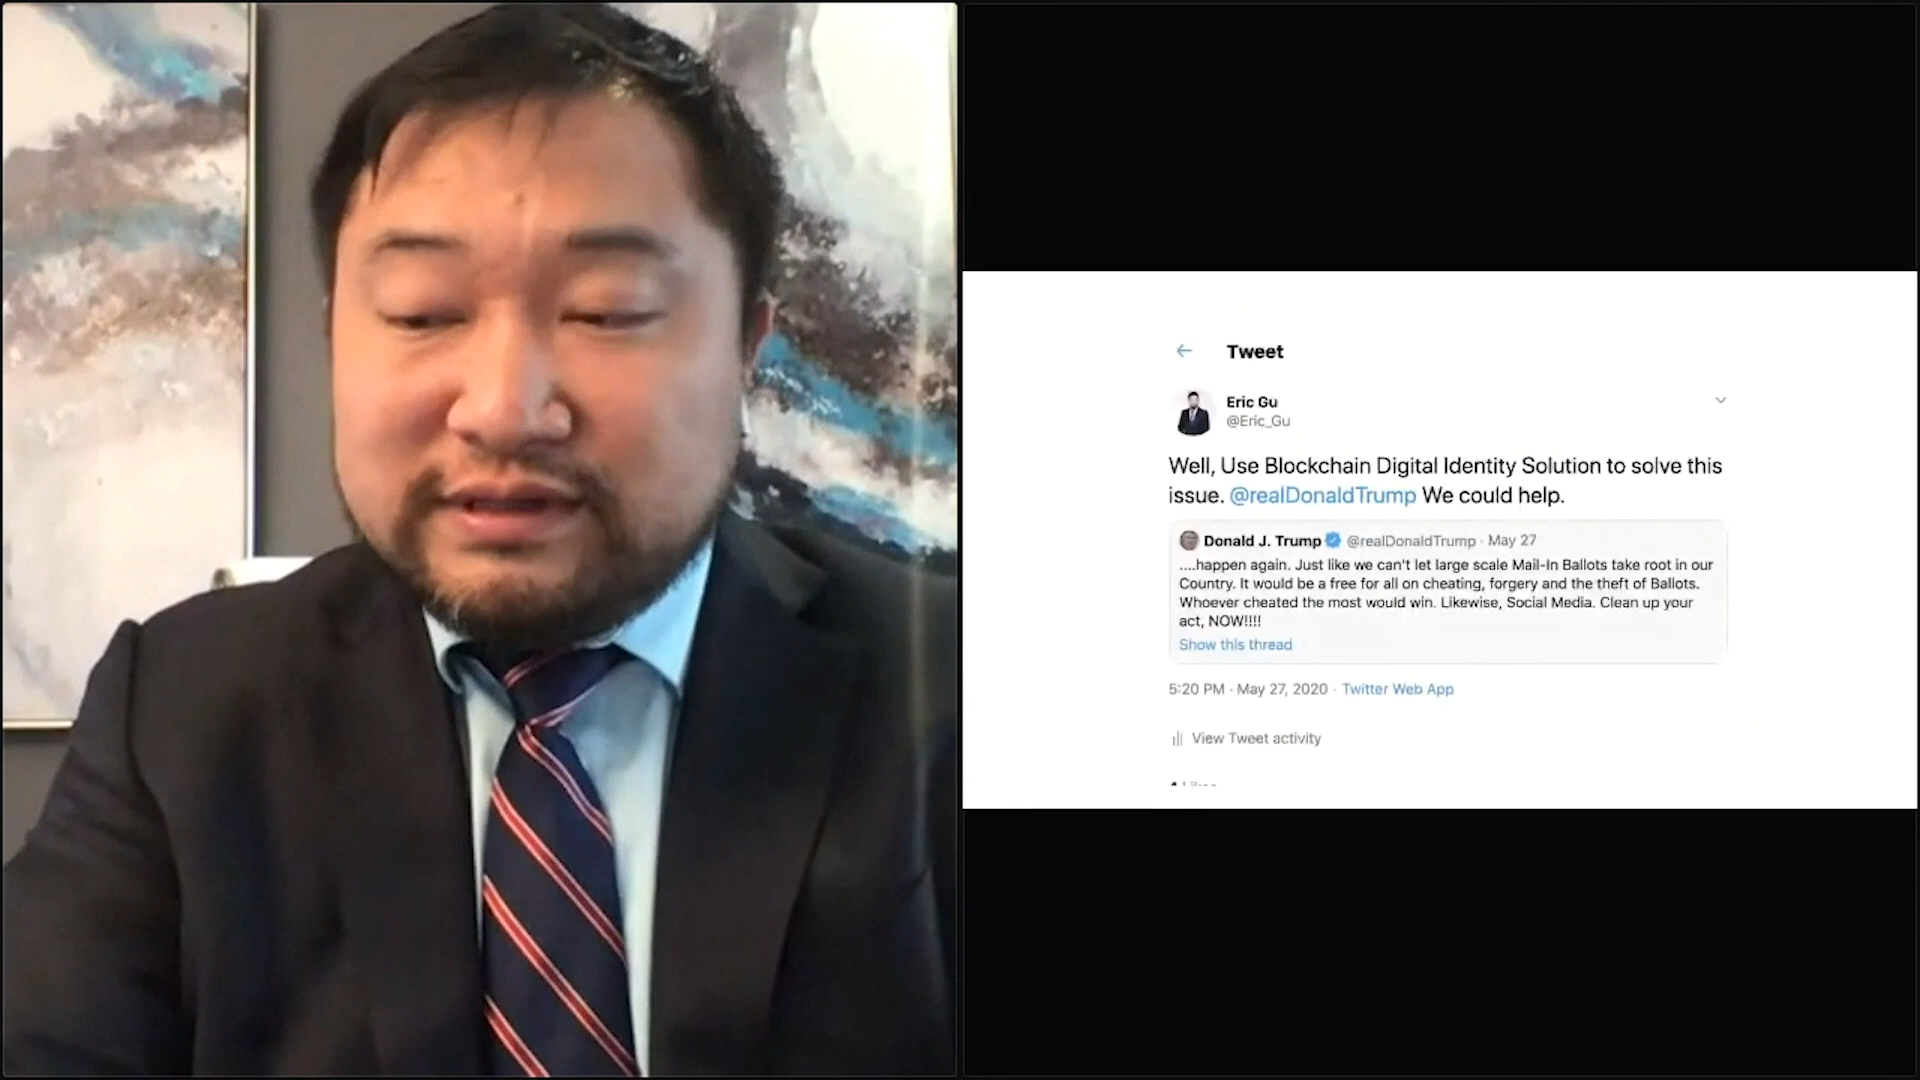 Tweet
Eric Gu
@Eric_Gu
Well, Use Blockchain Digital Identity Solution to solve this
issue. @realDonaldTrump We could help.
Donald J. Trump @realDonaldTrump · May 27
....happen again. Just like we can't let large scale Mail-In Ballots take root in our
Country. It would be a free for all on cheating, forgery and the theft of Ballots.
Whoever cheated the most would win. Likewise, Social Media. Clean up your
act, NOW!!!!
Show this thread
5:20 PM · May 27, 2020 · Twitter Web App
View Tweet activity